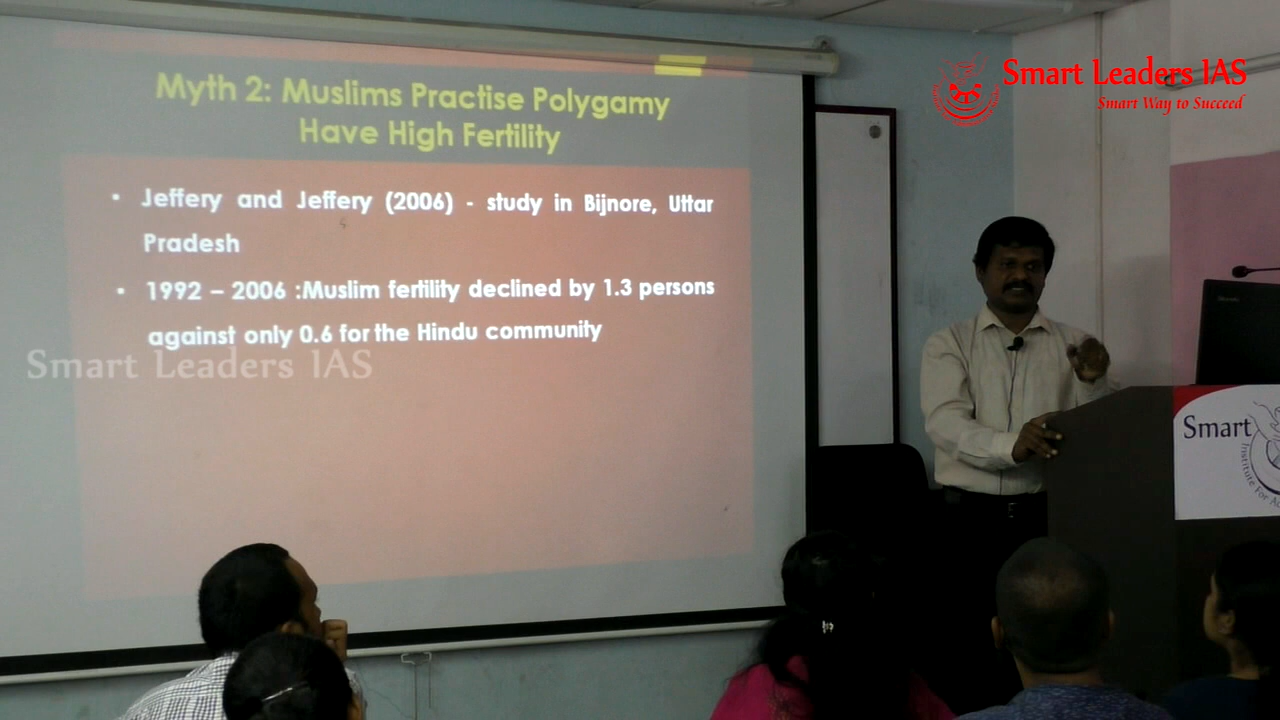 Myth 2: Muslims Practise Polygamy
Have High Fertility
• Jeffery and Jeffery (2006) - study in Bijnore, Uttar
Pradesh
• 1992 – 2006 :Muslim fertility declined by 1.3 persons
against only 0.6 for the Hindu community
Smart Leaders IAS
Smart Leaders IAS
Smart Way to Succeed
Smart
Institute For